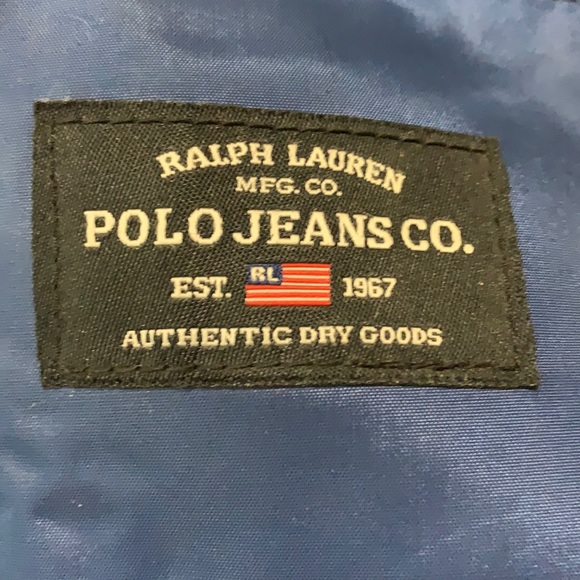 RALPH LAUREN
MFG. CO.
POLO JEANS CO.
EST. RL 1967
AUTHENTIC DRY GOODS